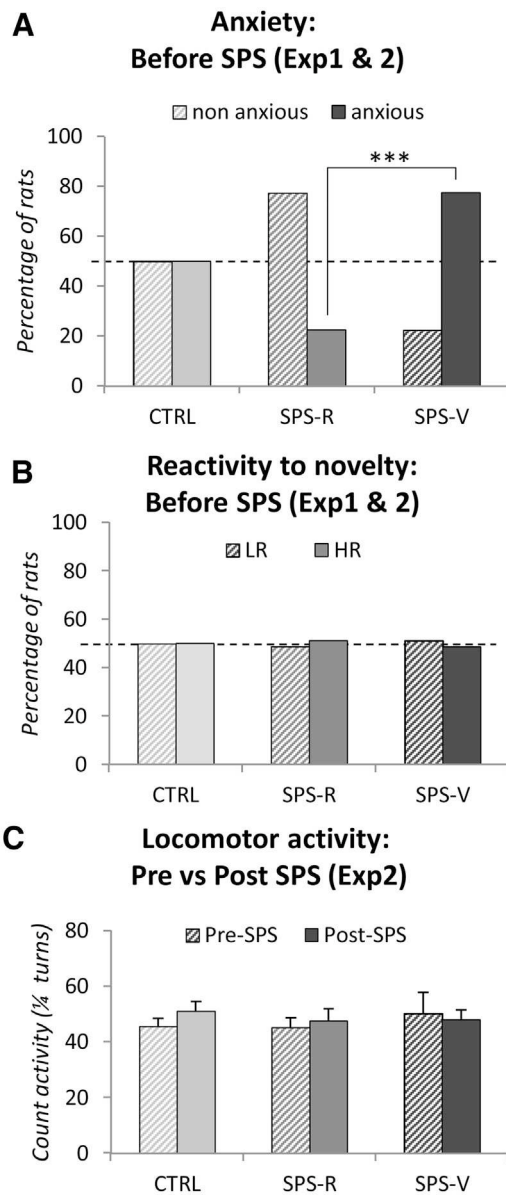 A
Anxiety:
Before SPS (Exp1 & 2)
non anxious anxious
100
80
60
40
20
0
Percentage of rats
***
CTRL SPS-R SPS-V
B
Reactivity to novelty:
Before SPS (Exp1 & 2)
100
80
60
40
20
0
Percentage of rats
LR HR
CTRL SPS-R SPS-V
C
Locomotor activity:
Pre vs Post SPS (Exp2)
80
60
40
20
0
Count activity (¼ turns)
Pre-SPS Post-SPS
CTRL SPS-R SPS-V